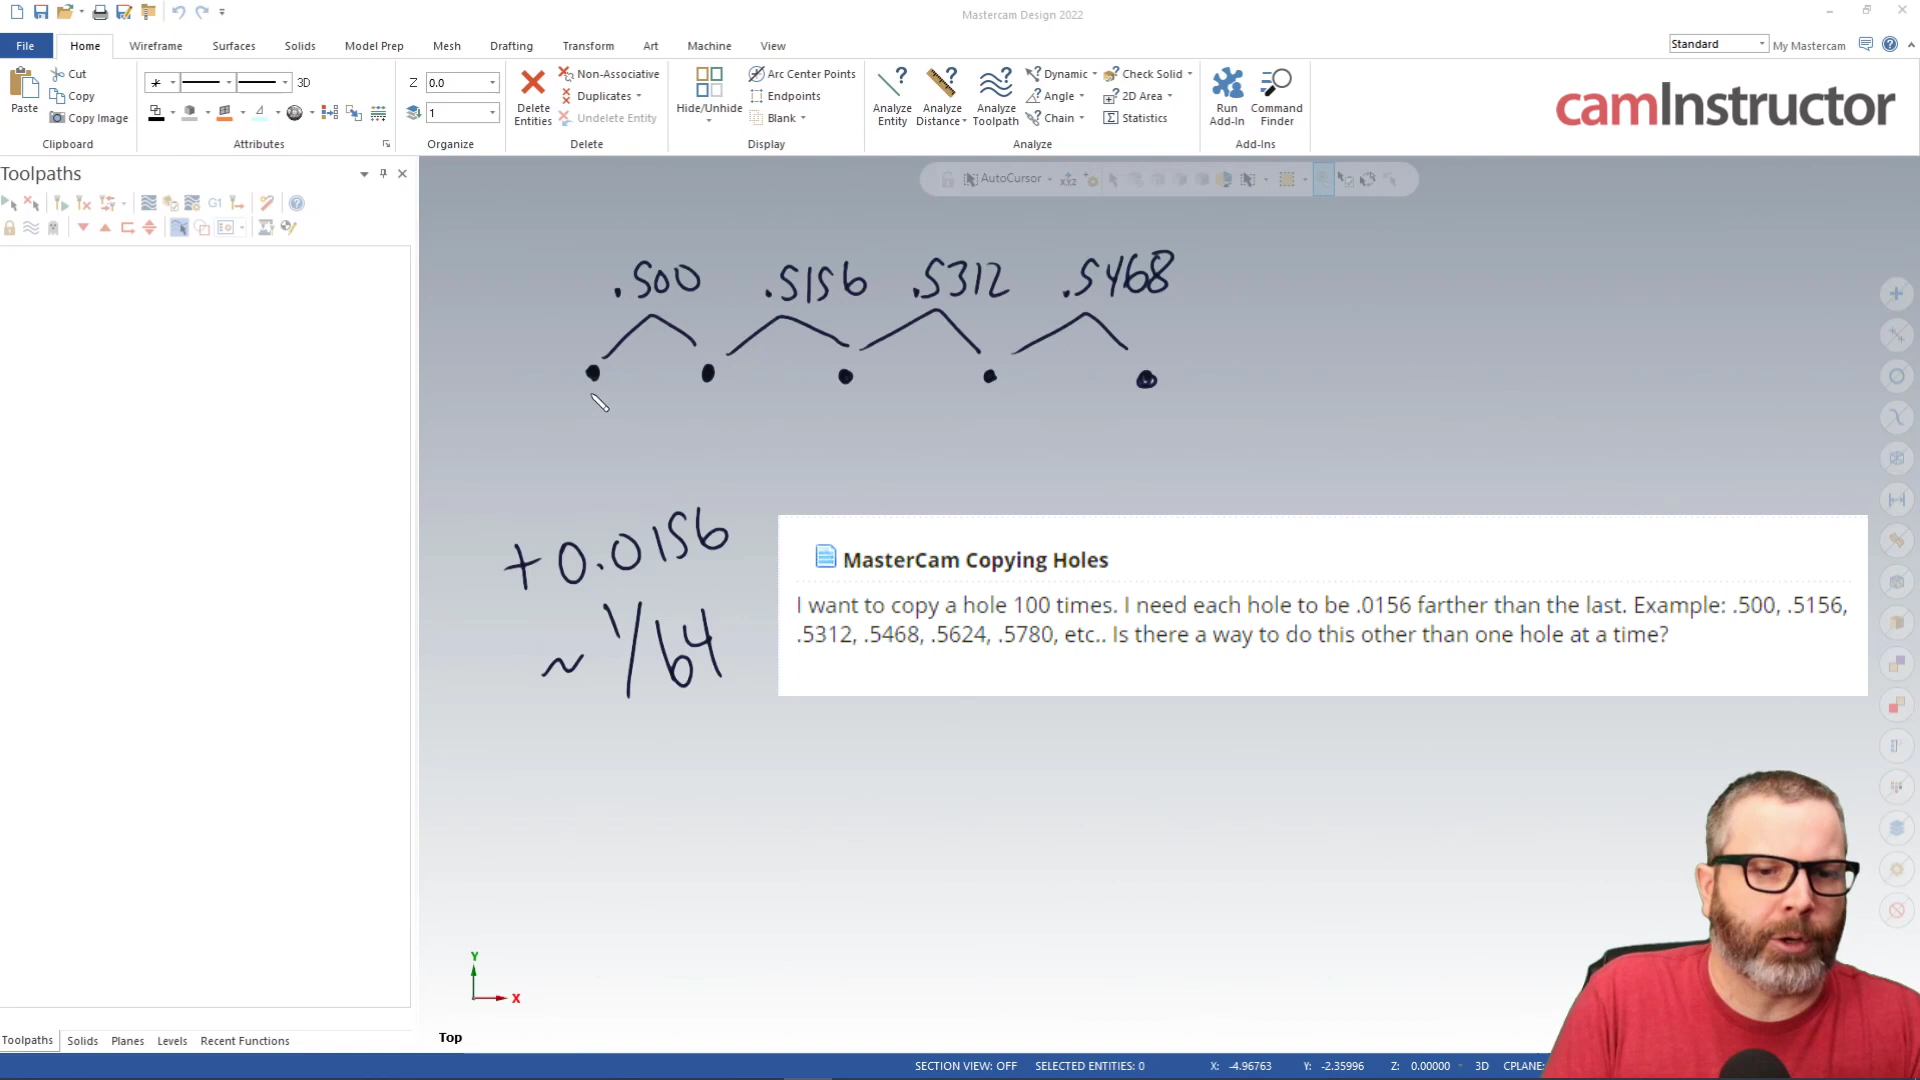 Mastercam Design 2022
File Home Wireframe Surfaces Solids Model Prep Mesh Drafting Transform Art Machine View
Standard My Mastercam
Paste Cut Copy Copy Image
Clipboard
3D
Attributes
Z 0.0
1
Organize
Delete Entities
Non-Associative
Duplicates
Undelete Entity
Delete
Hide/Unhide
Arc Center Points
Endpoints
Blank
Display
Analyze Entity
Analyze Distance
Analyze Toolpath
Dynamic
Angle
Chain
Check Solid
2D Area
Statistics
Analyze
Run Add-In
Command Finder
Add-Ins
camInstructor
Toolpaths
G1
AutoCursor
XYZ
.500 .5156 .5312 .5468
+0.0156
~ 1/64
MasterCam Copying Holes
I want to copy a hole 100 times. I need each hole to be .0156 farther than the last. Example: .500, .5156,
.5312, .5468, .5624, .5780, etc.. Is there a way to do this other than one hole at a time?
Y
X
Top
Toolpaths Solids Planes Levels Recent Functions
SECTION VIEW: OFF SELECTED ENTITIES: 0 X: -4.96763 Y: -2.35996 Z: 0.00000 3D CPLANE: